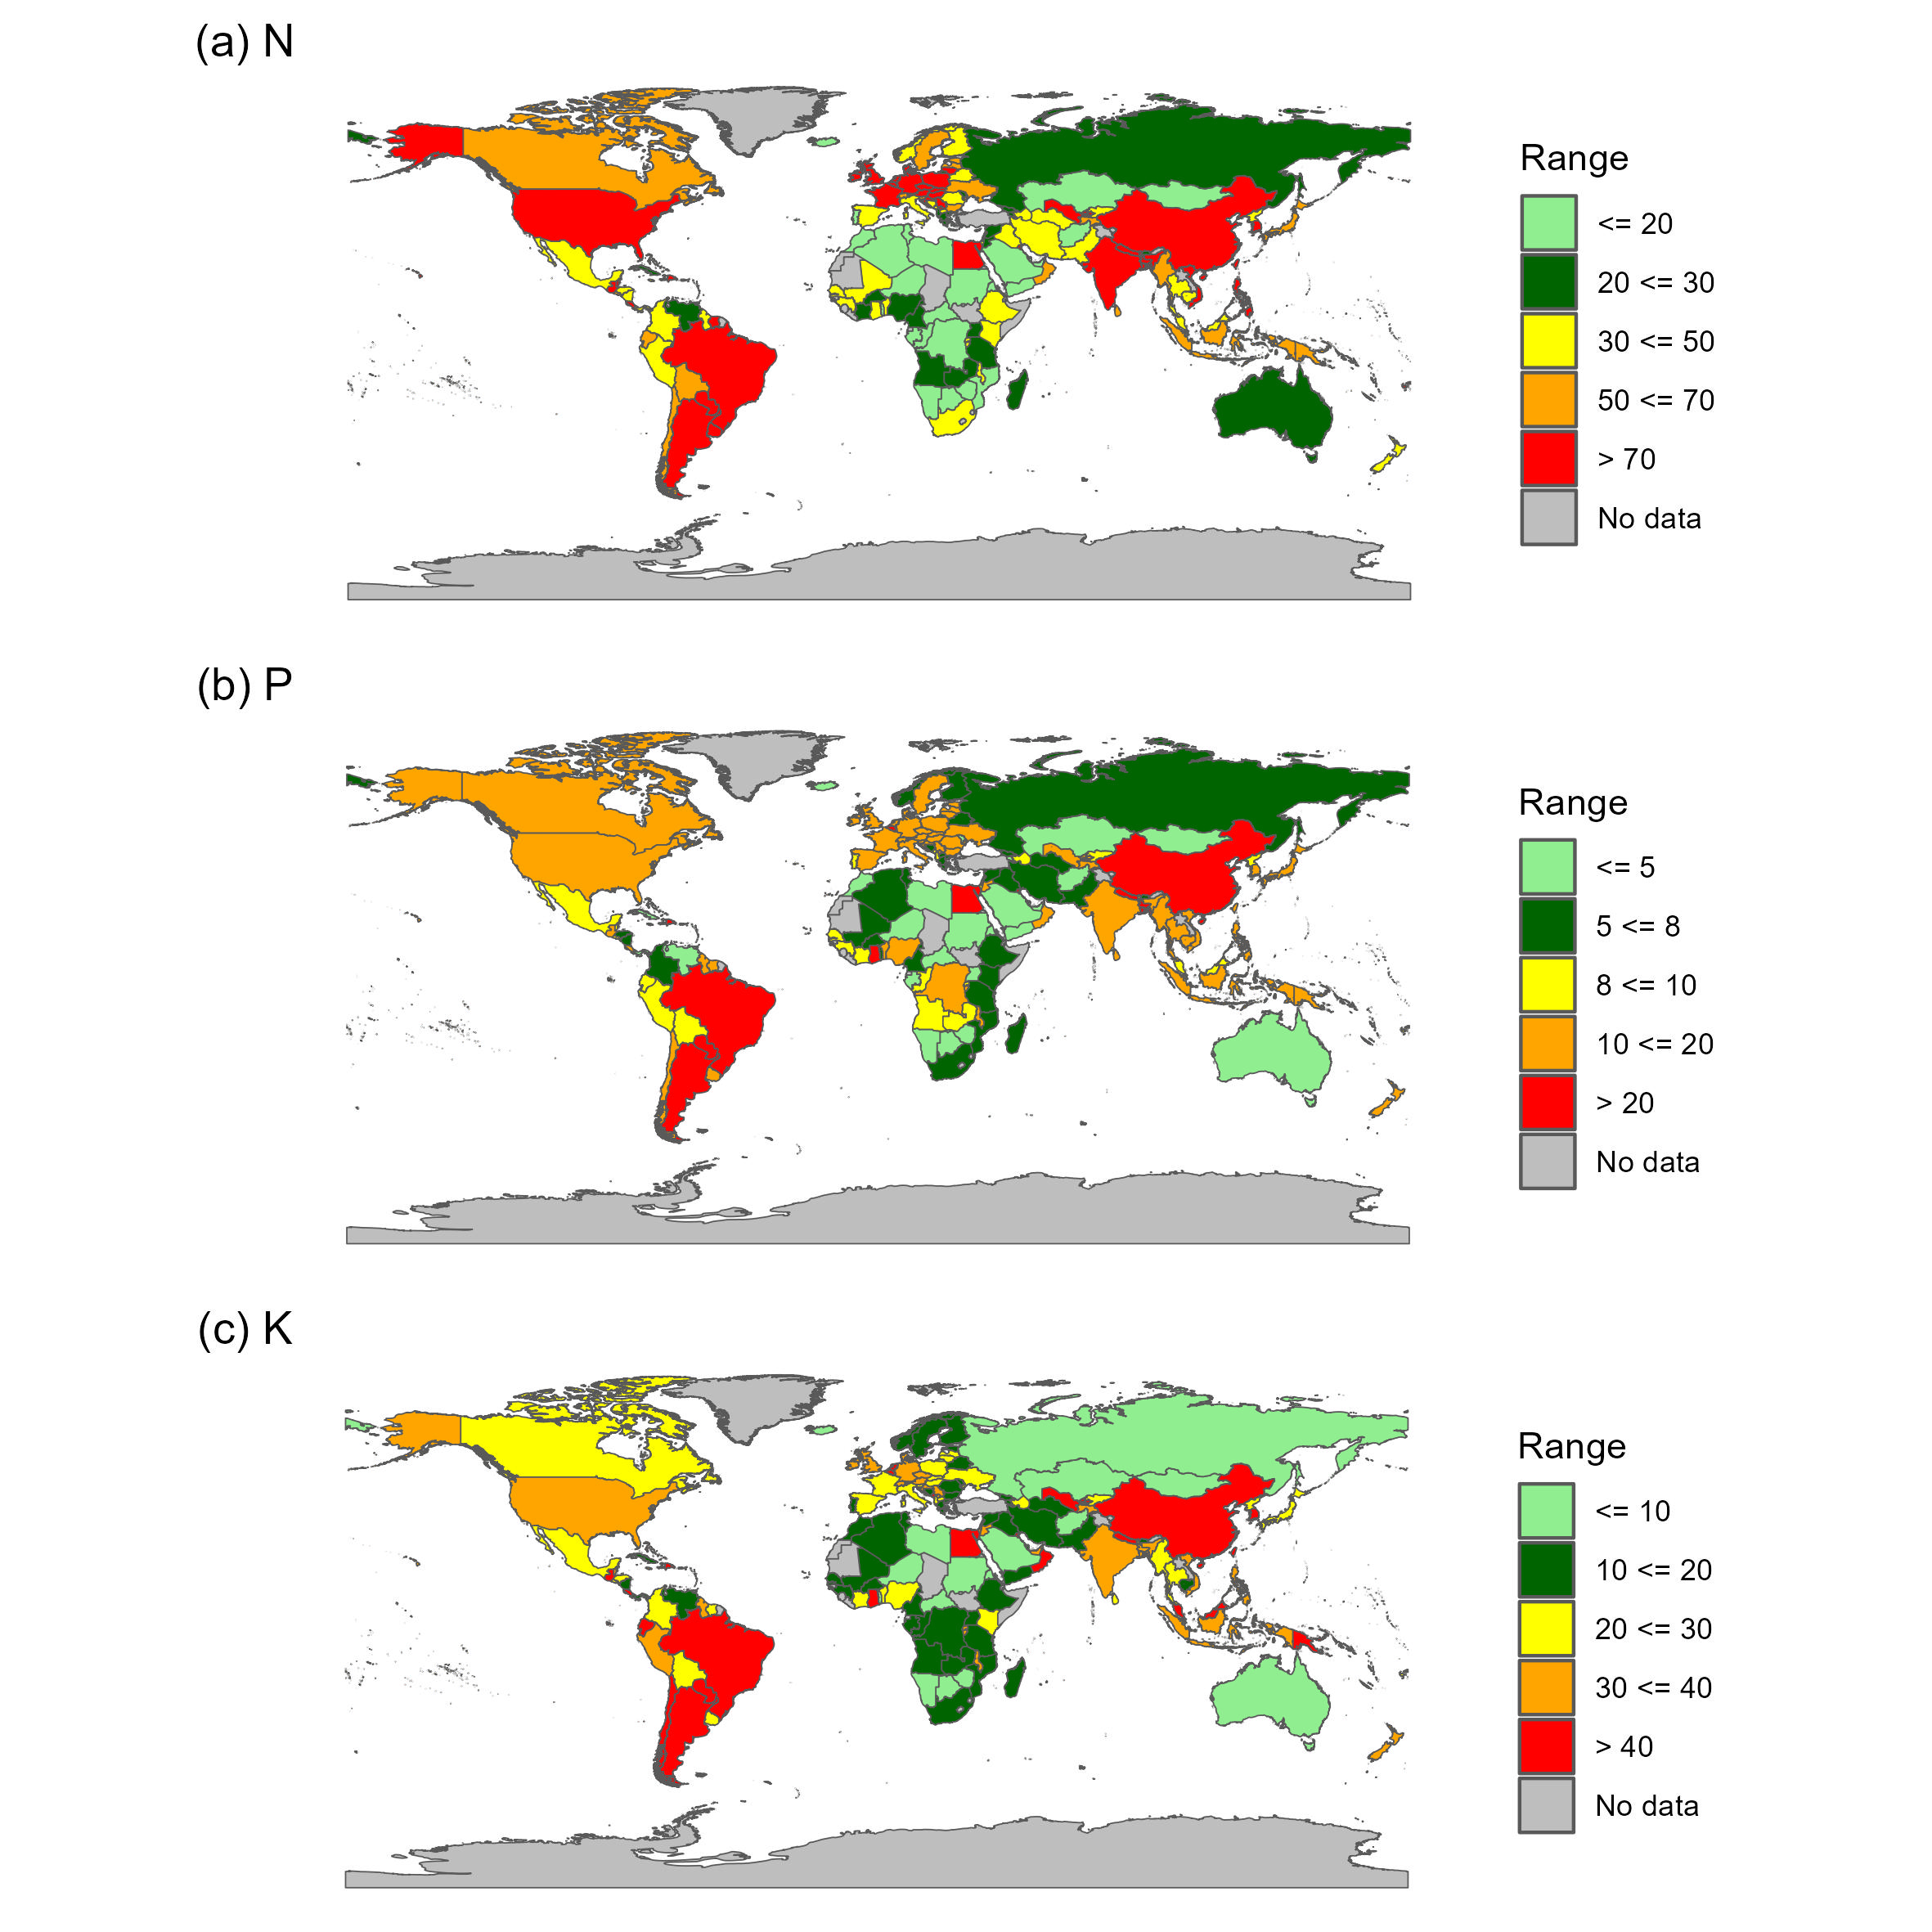 (a) N
Range
<= 20
20 <= 30
30 <= 50
50 <= 70
> 70
No data
(b) P
Range
<= 5
5 <= 8
8 <= 10
10 <= 20
> 20
No data
(c) K
Range
<= 10
10 <= 20
20 <= 30
30 <= 40
> 40
No data